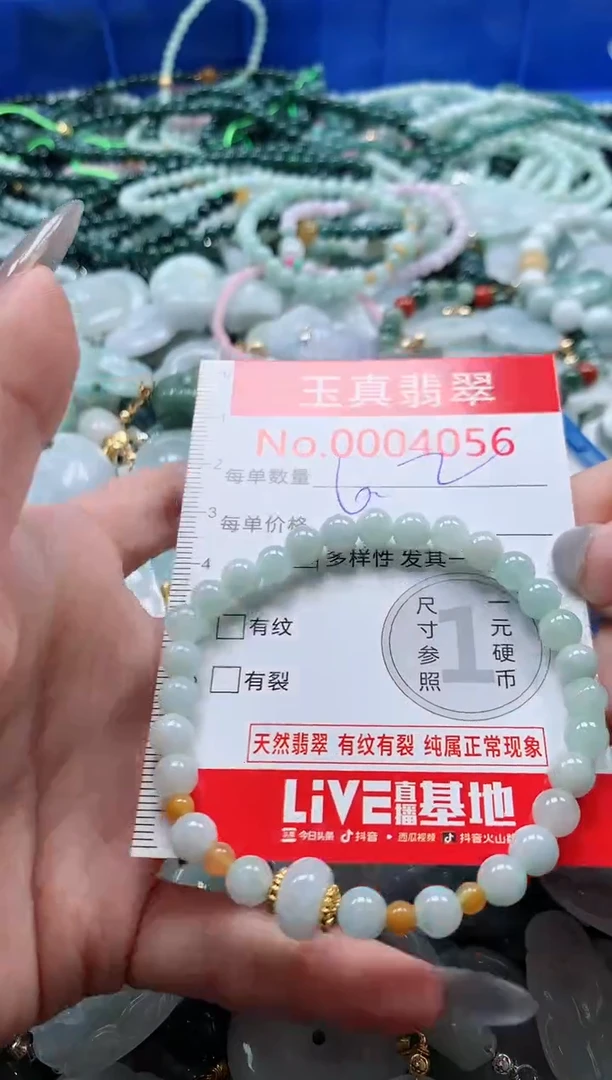 玉真翡翠
No.0004056
每单数量
每单价格
多样性 发其一
有纹
有裂
尺寸参照
1
一元硬币
天然翡翠 有纹有裂 纯属正常现象
LiVE直播基地
今日头条 抖音 西瓜视频 抖音火山